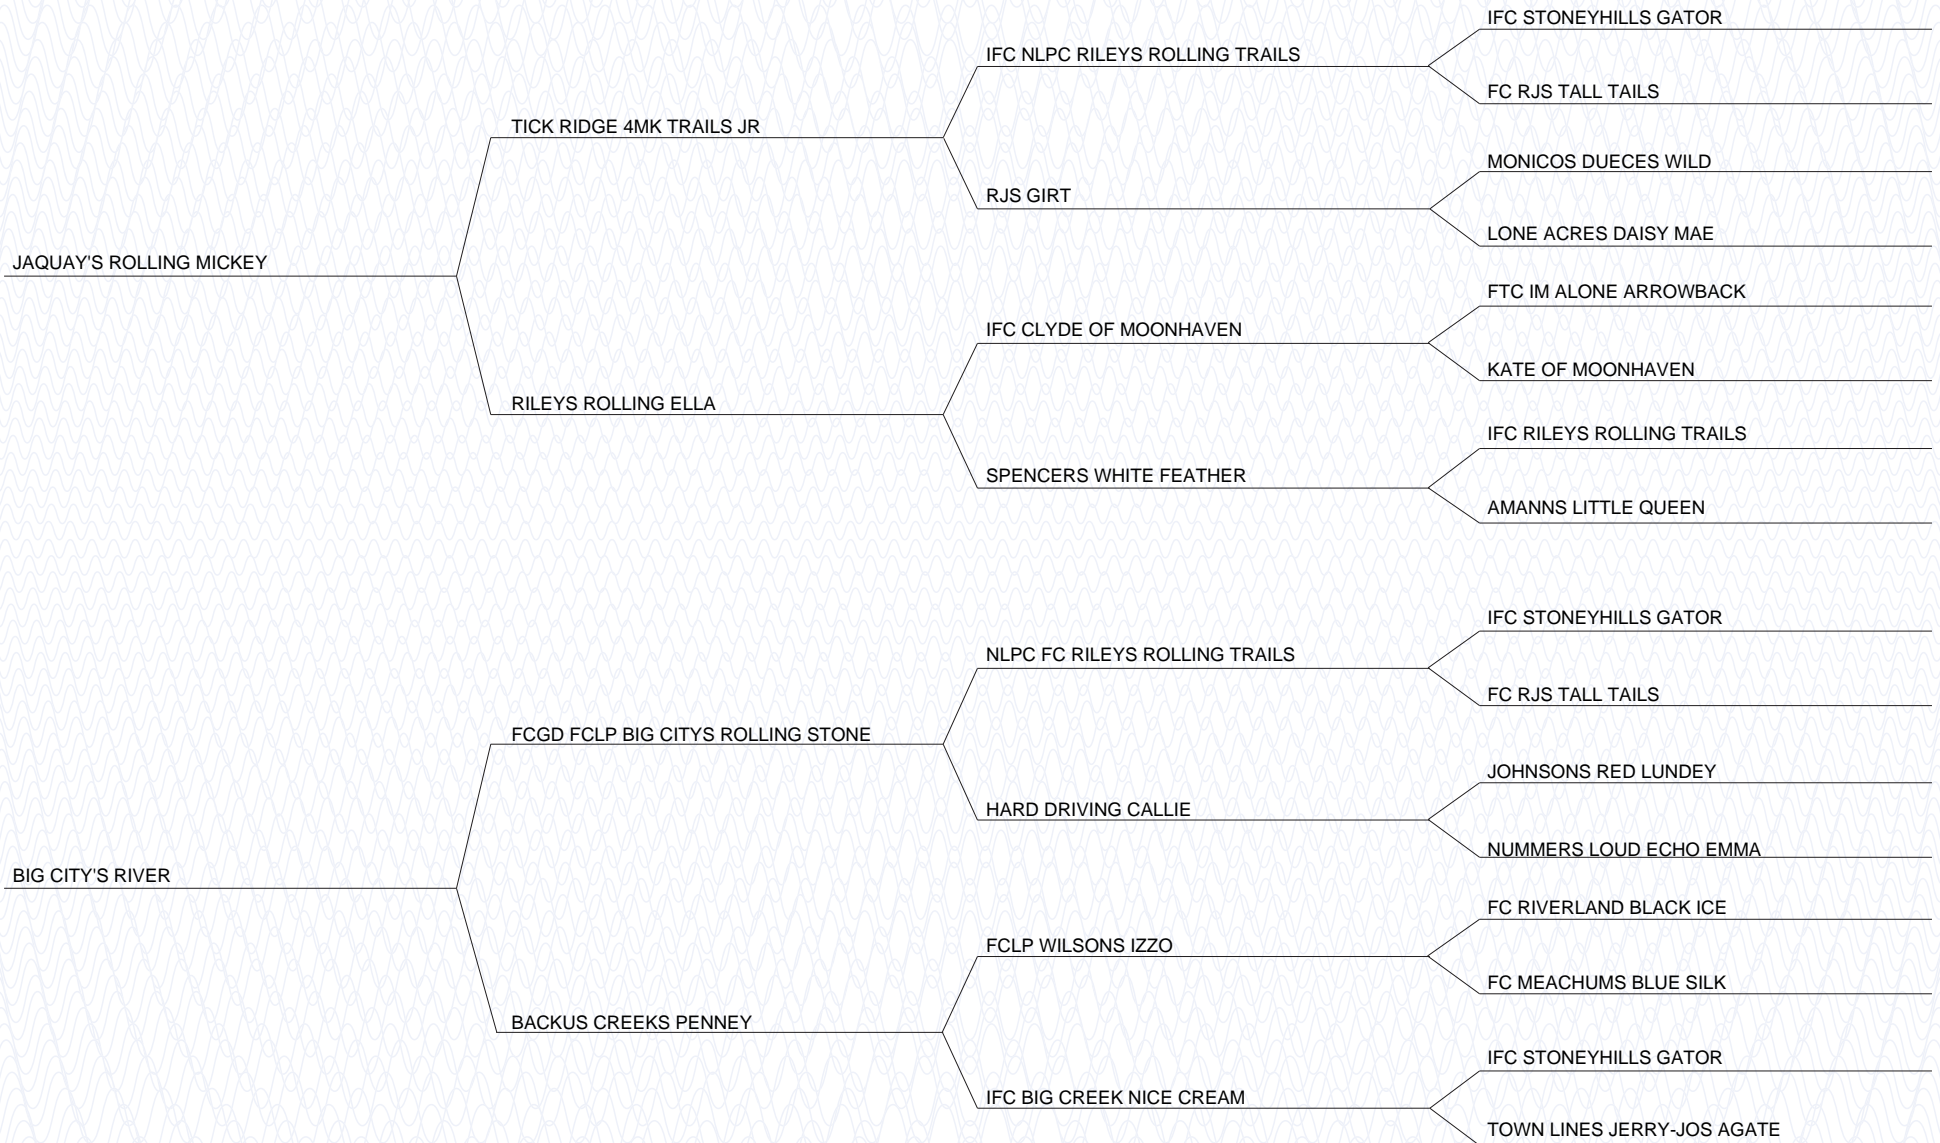 IFC STONEYHILLS GATOR
IFC NLPC RILEYS ROLLING TRAILS
FC RJS TALL TAILS
TICK RIDGE 4MK TRAILS JR
MONICOS DUECES WILD
RJS GIRT
LONE ACRES DAISY MAE
JAQUAY'S ROLLING MICKEY
FTC IM ALONE ARROWBACK
IFC CLYDE OF MOONHAVEN
KATE OF MOONHAVEN
RILEYS ROLLING ELLA
IFC RILEYS ROLLING TRAILS
SPENCERS WHITE FEATHER
AMANNS LITTLE QUEEN
IFC STONEYHILLS GATOR
NLPC FC RILEYS ROLLING TRAILS
FC RJS TALL TAILS
FCGD FCLP BIG CITYS ROLLING STONE
JOHNSONS RED LUNDEY
HARD DRIVING CALLIE
NUMMERS LOUD ECHO EMMA
BIG CITY'S RIVER
FC RIVERLAND BLACK ICE
FCLP WILSONS IZZO
FC MEACHUMS BLUE SILK
BACKUS CREEKS PENNEY
IFC STONEYHILLS GATOR
IFC BIG CREEK NICE CREAM
TOWN LINES JERRY-JOS AGATE